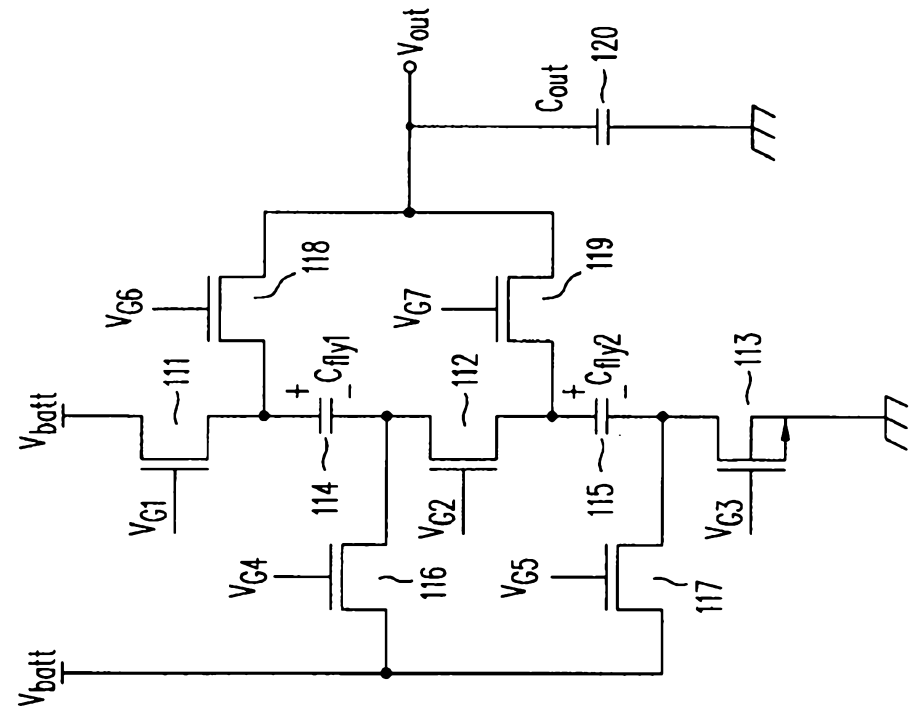 Vbatt
111
VG1
VG6
118
+
Cfly1
-
114
Vout
Cout
120
VG4
116
VG2
112
VG7
119
+
Cfly2
-
115
VG5
117
VG3
113
Vbatt